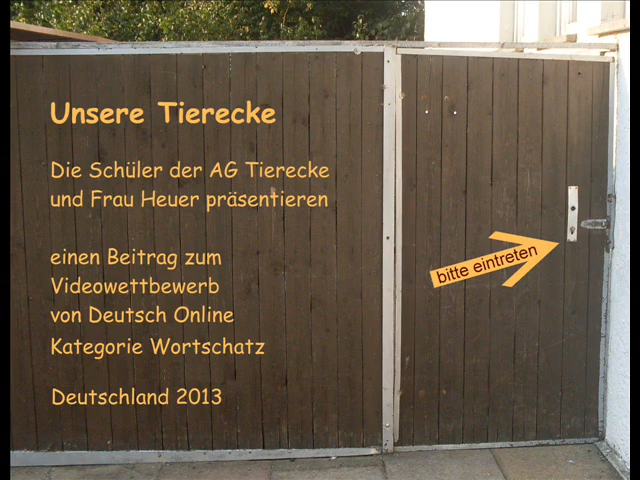 Unsere Tierecke
Die Schüler der AG Tierecke
und Frau Heuer präsentieren
einen Beitrag zum
Videowettbewerb
von Deutsch Online
Kategorie Wortschatz
Deutschland 2013
bitte eintreten